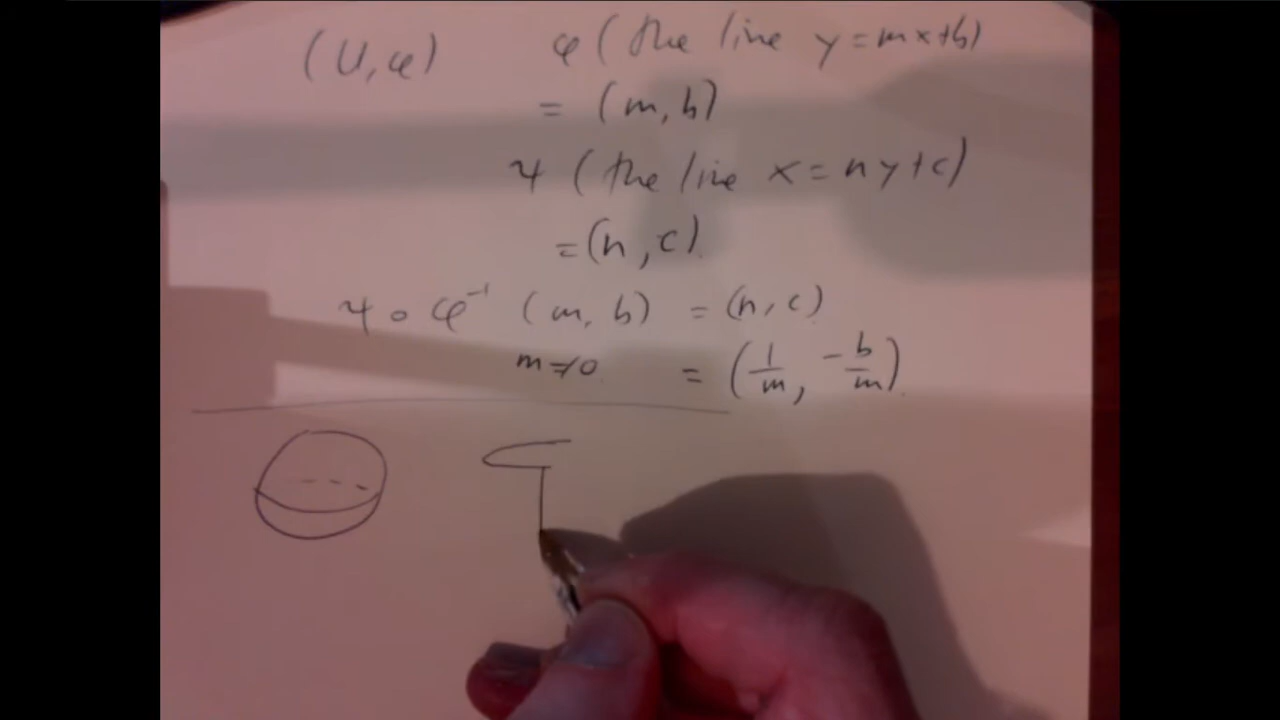 (U, φ) φ (the line y = mx+b)
= (m, b)
ψ (the line x = ny+c)
= (n, c).
ψ ∘ φ⁻¹ (m, b) = (n, c)
m ≠ 0. = (1/m, -b/m).